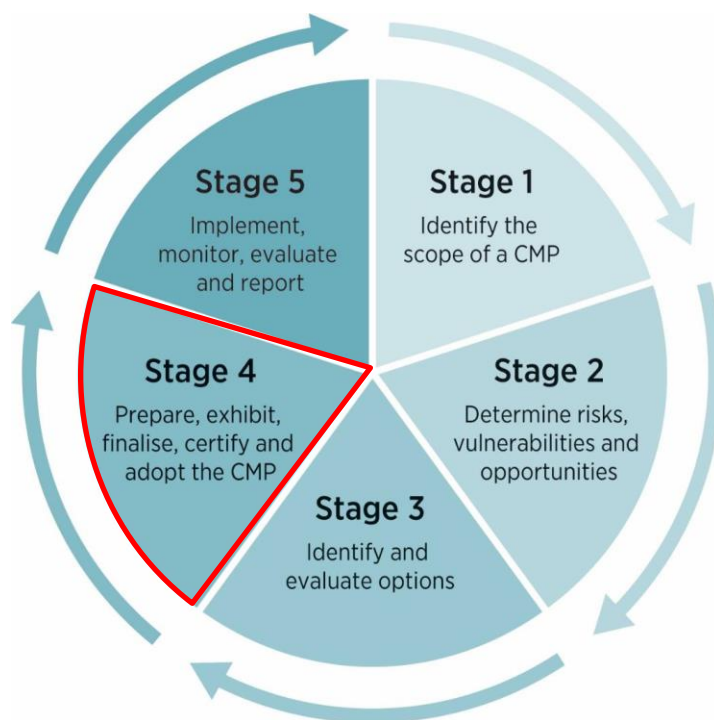 Stage 1
Identify the
scope of a CMP
Stage 2
Determine risks,
vulnerabilities and
opportunities
Stage 3
Identify and
evaluate options
Stage 4
Prepare, exhibit,
finalise, certify and
adopt the CMP
Stage 5
Implement,
monitor, evaluate
and report